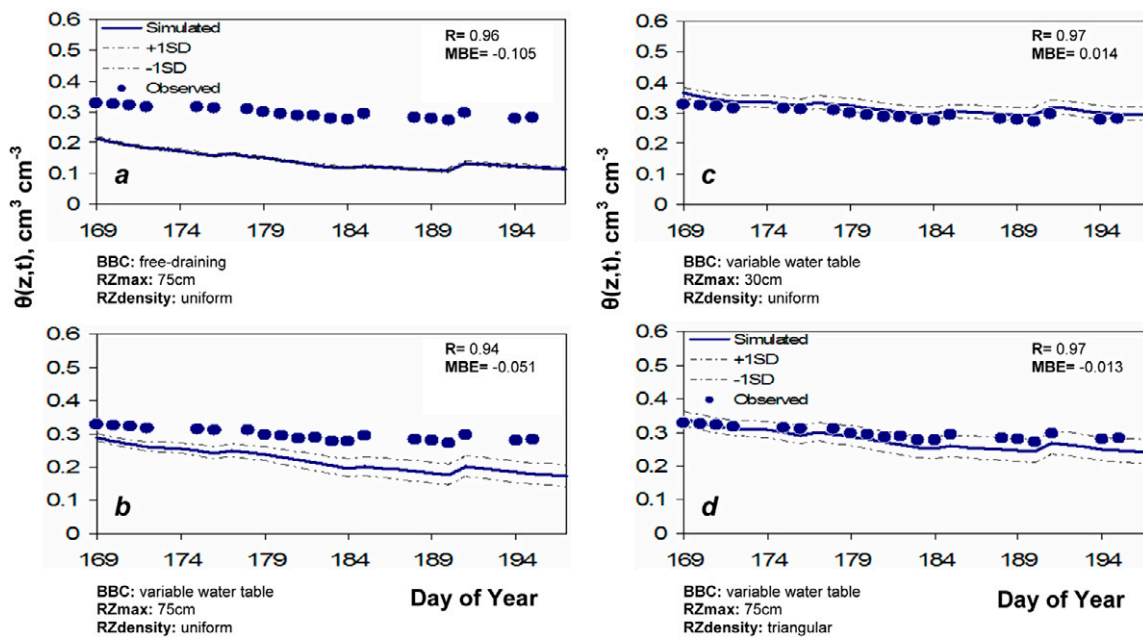 θ(z,t), cm³ cm⁻³
0.6
0.5
0.4
0.3
0.2
0.1
0
Simulated
+1SD
-1SD
Observed
R= 0.96
MBE= -0.105
a
169 174 179 184 189 194
BBC: free-draining
RZmax: 75cm
RZdensity: uniform
0.6
0.5
0.4
0.3
0.2
0.1
0
R= 0.94
MBE= -0.051
b
169 174 179 184 189 194
BBC: variable water table
RZmax: 75cm
RZdensity: uniform
Day of Year
θ(z,t), cm³ cm⁻³
0.6
0.5
0.4
0.3
0.2
0.1
0
R= 0.97
MBE= 0.014
c
169 174 179 184 189 194
BBC: variable water table
RZmax: 30cm
RZdensity: uniform
0.6
0.5
0.4
0.3
0.2
0.1
0
Simulated
+1SD
-1SD
Observed
R= 0.97
MBE= -0.013
d
169 174 179 184 189 194
BBC: variable water table
RZmax: 75cm
RZdensity: triangular
Day of Year